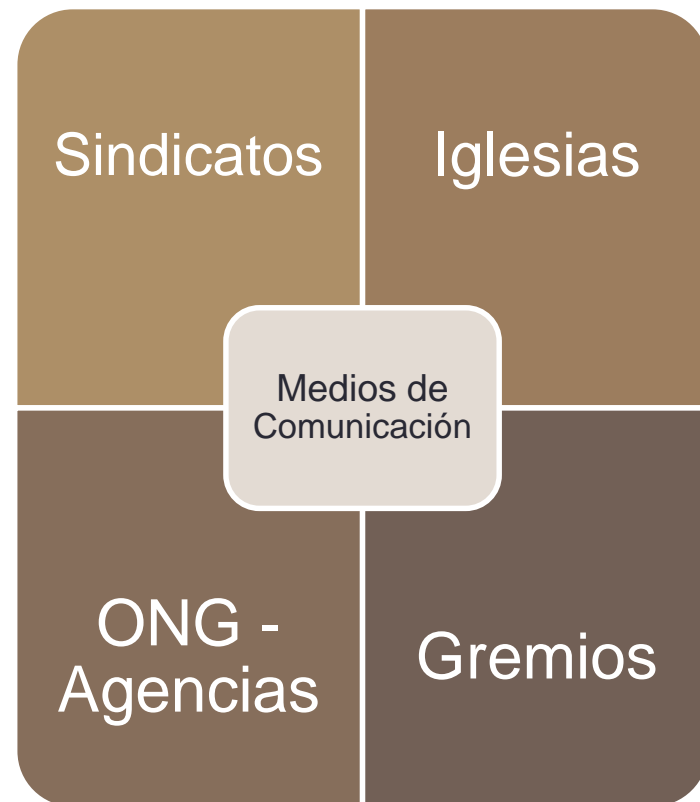 Sindicatos
Iglesias
Medios de
Comunicación
ONG -
Agencias
Gremios